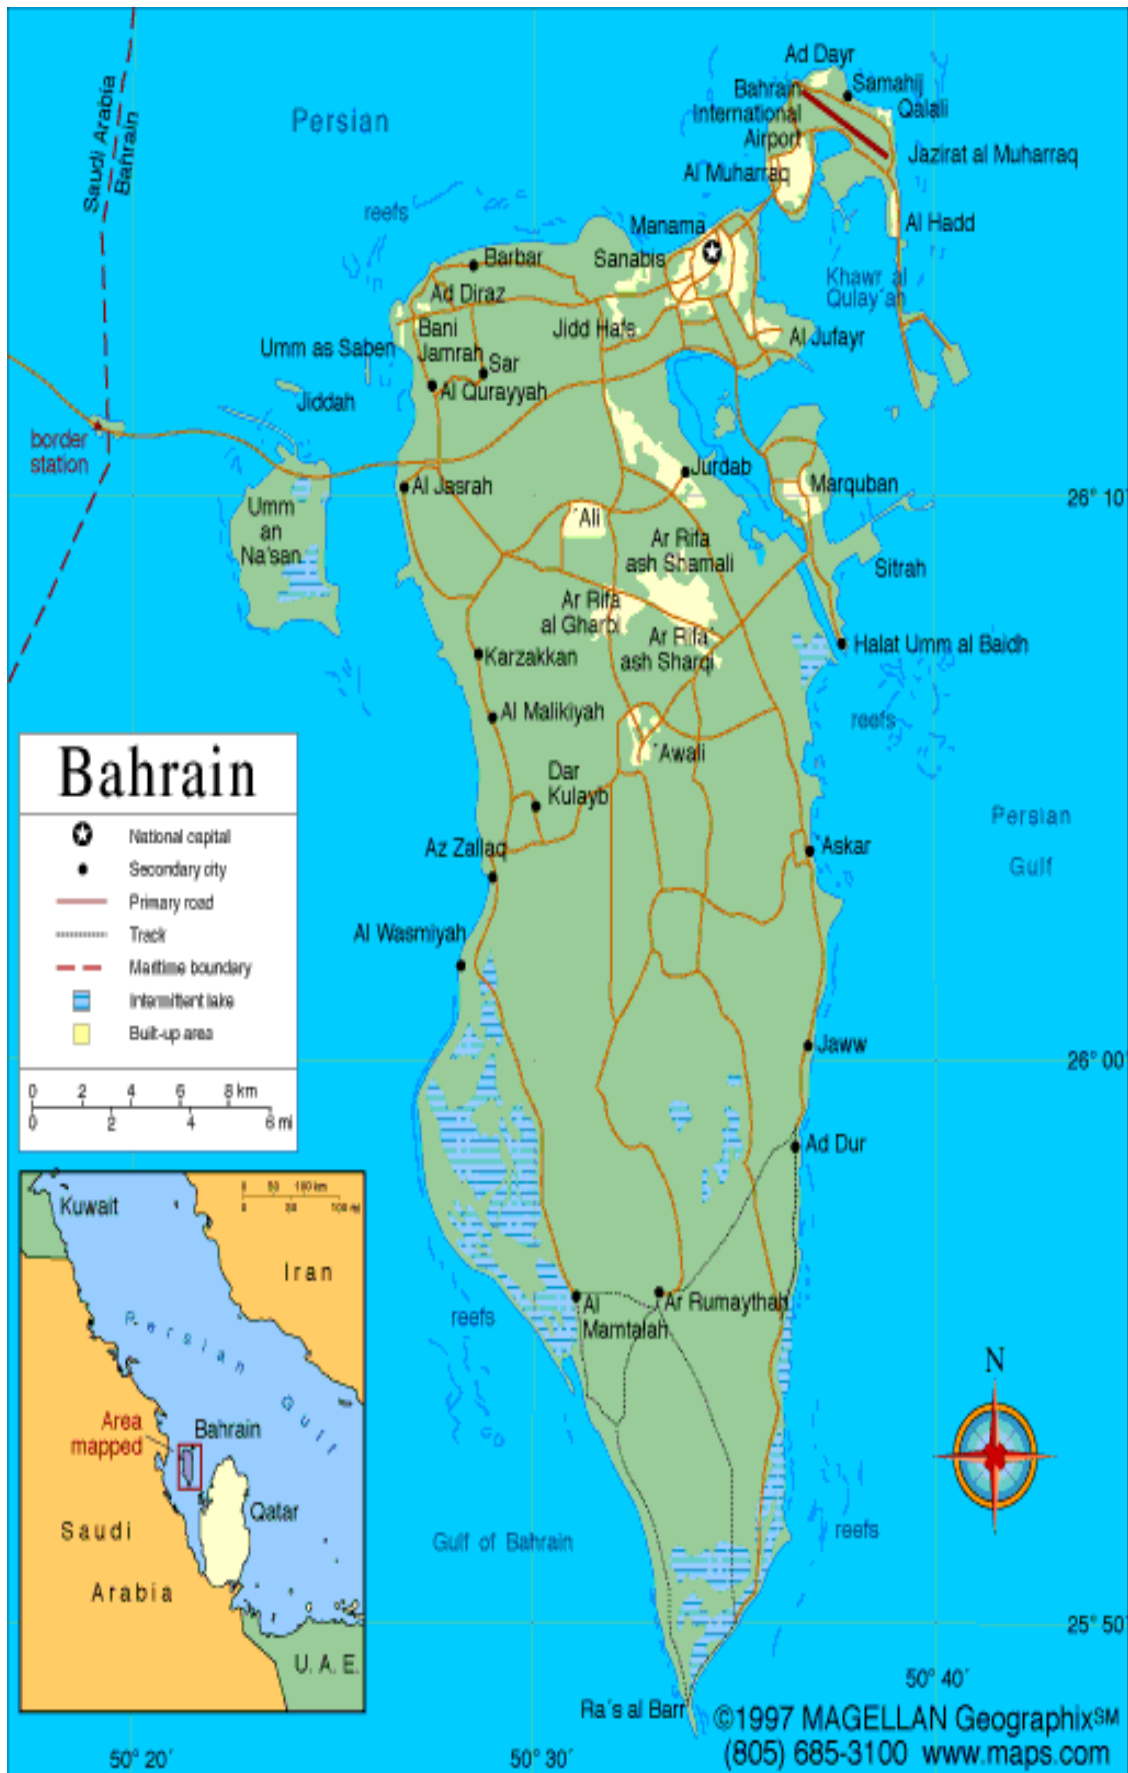 Ad Dayr
Saudi Arabia
Bahrain
Samahij
Bahrain
International
Airport
Qalali
Persian
Jazirat al Muharraq
Al Muharraq
reefs
Manama
Al Hadd
Barbar
Sanabis
Khawr al
Qulay'ah
Ad Diraz
Bani
Jamrah
Jidd Hafs
Al Jufayr
Umm as Saben
Sar
Al Qurayyah
Jiddah
border
station
Jurdab
Al Jasrah
Marquban
26° 10'
Umm
an
Na'san
'Ali
Ar Rifa
ash Shamali
Sitrah
Ar Rifa
al Gharbi
Ar Rifa'
ash Sharqi
Halat Umm al Baidh
Karzakkan
Al Malikiyah
reefs
'Awali
Dar
Kulayb
Persian
Gulf
Az Zallaq
Askar
Al Wasmiyah
Jaww
26° 00'
Ad Dur
Al
Mamtalah
Ar Rumaythah
reefs
N
Gulf of Bahrain
reefs
25° 50'
50° 40'
Ra's al Barr
©1997 MAGELLAN Geographix℠
(805) 685-3100 www.maps.com
50° 20'
50° 30'
Bahrain
National capital
Secondary city
Primary road
Track
Maritime boundary
Intermittent lake
Built-up area
0 2 4 6 8 km
0 2 4 6 mi
Kuwait
0 50 100 km
0 50 100 mi
Iran
Persian Gulf
Area
mapped
Bahrain
Qatar
Saudi
Arabia
U. A. E.